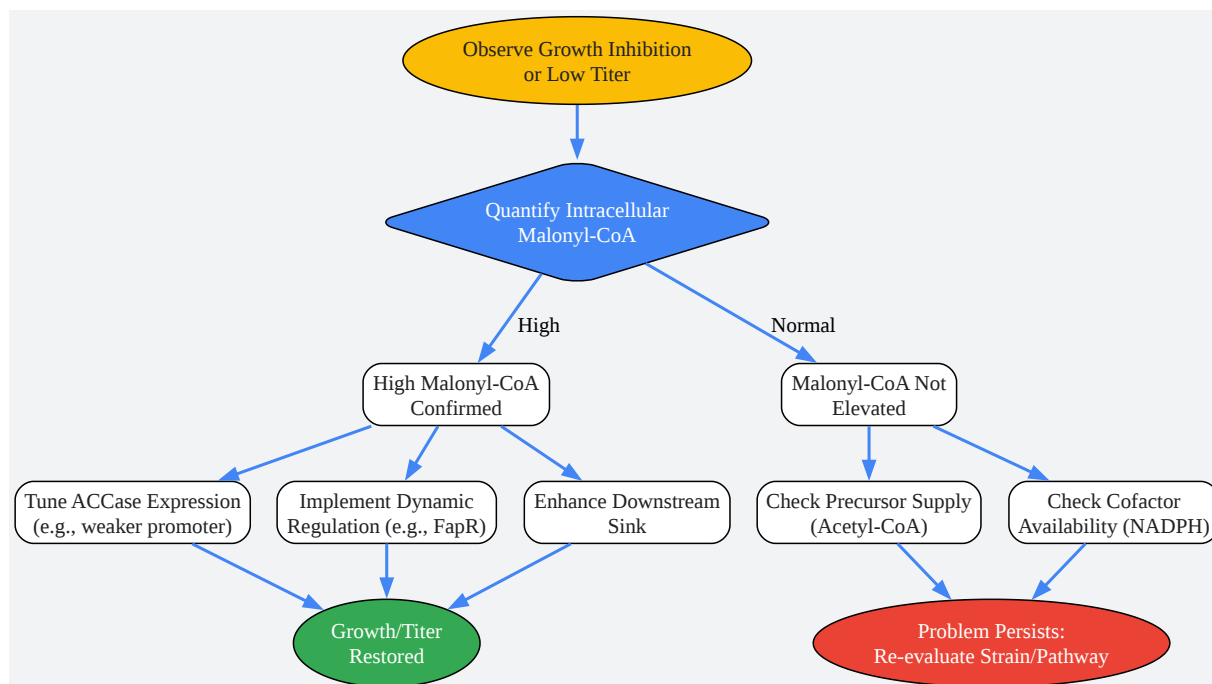 Observe Growth Inhibition
or Low Titer
Quantify Intracellular
Malonyl-CoA
High
Normal
High Malonyl-CoA
Confirmed
Malonyl-CoA Not
Elevated
Tune ACCase Expression
(e.g., weaker promoter)
Implement Dynamic
Regulation (e.g., FapR)
Enhance Downstream
Sink
Check Precursor Supply
(Acetyl-CoA)
Check Cofactor
Availability (NADPH)
Growth/Titer
Restored
Problem Persists:
Re-evaluate Strain/Pathway